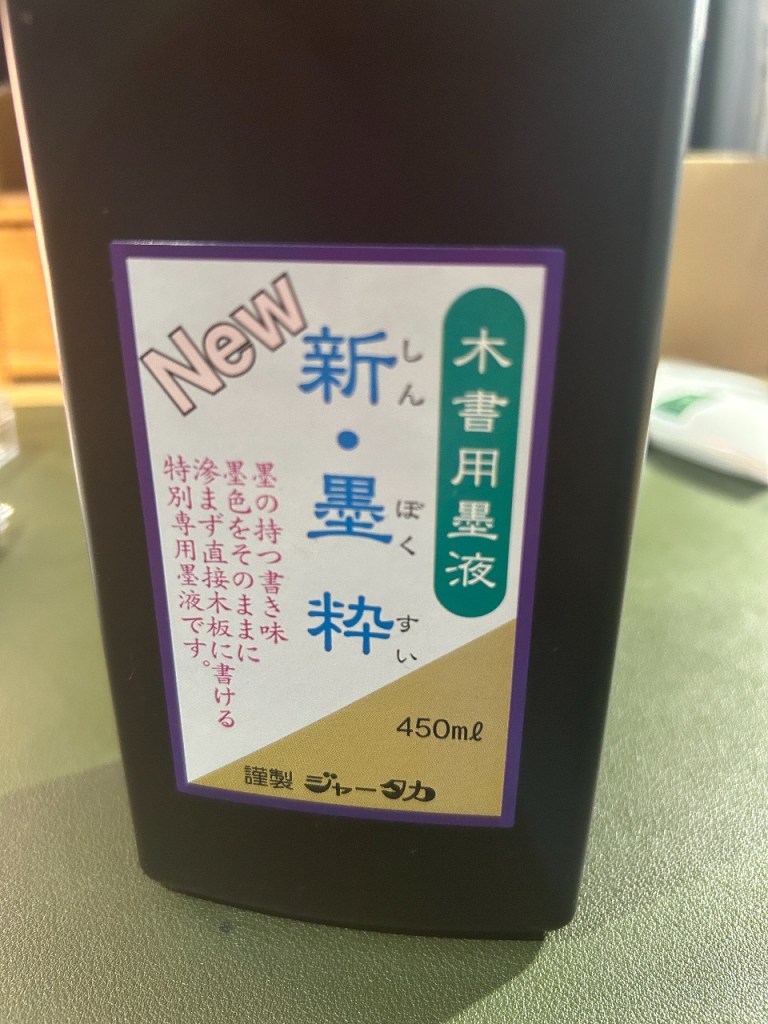 木書用墨液
New
新・墨粋
しん ぼく すい
墨の持つ書き味
墨色をそのままに
滲まず直接木板に書ける
特別専用墨液です。
450mℓ
謹製 ジャータカ